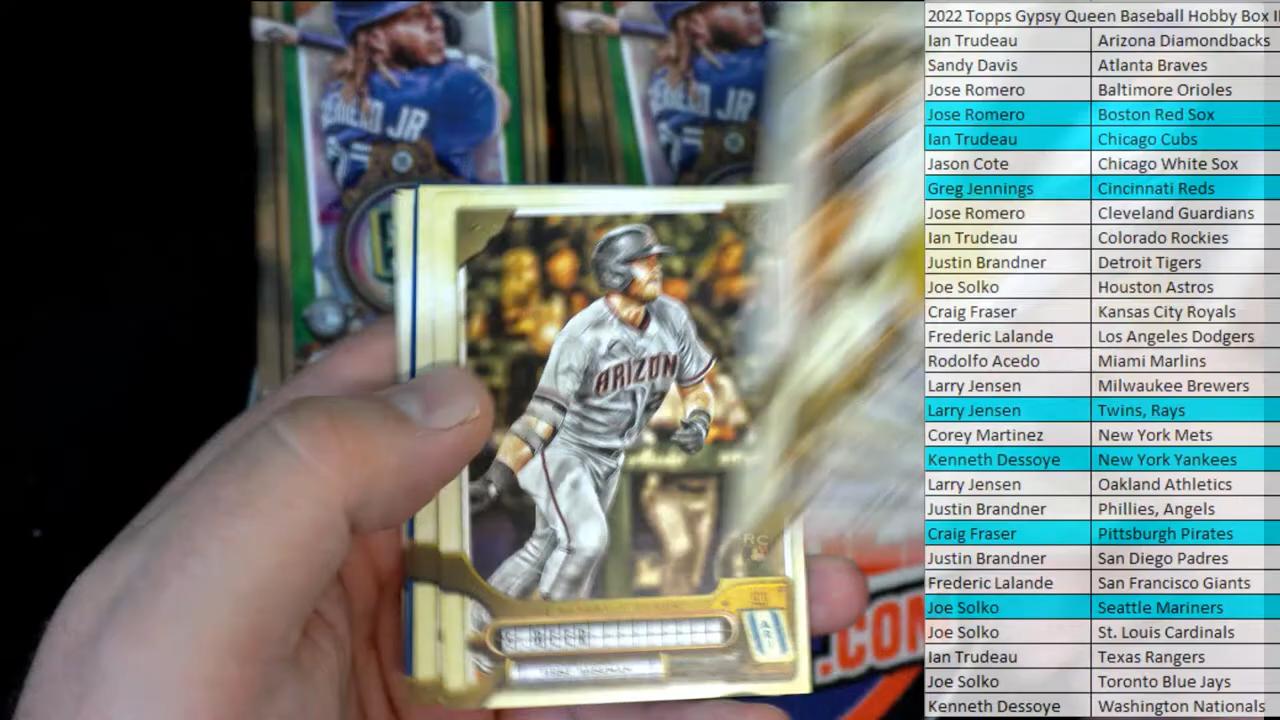 2022 Topps Gypsy Queen Baseball Hobby Box I
Ian Trudeau Arizona Diamondbacks
Sandy Davis Atlanta Braves
Jose Romero Baltimore Orioles
Jose Romero Boston Red Sox
Ian Trudeau Chicago Cubs
Jason Cote Chicago White Sox
Greg Jennings Cincinnati Reds
Jose Romero Cleveland Guardians
Ian Trudeau Colorado Rockies
Justin Brandner Detroit Tigers
Joe Solko Houston Astros
Craig Fraser Kansas City Royals
Frederic Lalande Los Angeles Dodgers
Rodolfo Acedo Miami Marlins
Larry Jensen Milwaukee Brewers
Larry Jensen Twins, Rays
Corey Martinez New York Mets
Kenneth Dessoye New York Yankees
Larry Jensen Oakland Athletics
Justin Brandner Phillies, Angels
Craig Fraser Pittsburgh Pirates
Justin Brandner San Diego Padres
Frederic Lalande San Francisco Giants
Joe Solko Seattle Mariners
Joe Solko St. Louis Cardinals
Ian Trudeau Texas Rangers
Joe Solko Toronto Blue Jays
Kenneth Dessoye Washington Nationals
JR
ARIZON
RC
.COM